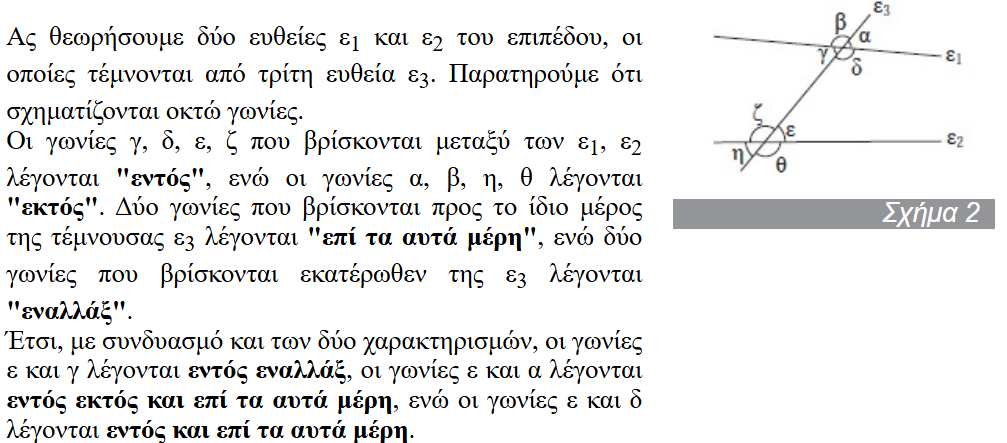 Ας θεωρήσουμε δύο ευθείες ε1 και ε2 του επιπέδου, οι
οποίες τέμνονται από τρίτη ευθεία ε3. Παρατηρούμε ότι
σχηματίζονται οκτώ γωνίες.
Οι γωνίες γ, δ, ε, ζ που βρίσκονται μεταξύ των ε1, ε2
λέγονται "εντός", ενώ οι γωνίες α, β, η, θ λέγονται
"εκτός". Δύο γωνίες που βρίσκονται προς το ίδιο μέρος
της τέμνουσας ε3 λέγονται "επί τα αυτά μέρη", ενώ δύο
γωνίες που βρίσκονται εκατέρωθεν της ε3 λέγονται
"εναλλάξ".
Έτσι, με συνδυασμό και των δύο χαρακτηρισμών, οι γωνίες
ε και γ λέγονται εντός εναλλάξ, οι γωνίες ε και α λέγονται
εντός εκτός και επί τα αυτά μέρη, ενώ οι γωνίες ε και δ
λέγονται εντός και επί τα αυτά μέρη.
ε3
β
α
γ
δ
ε1
ζ
ε
ε2
η
θ
Σχήμα 2